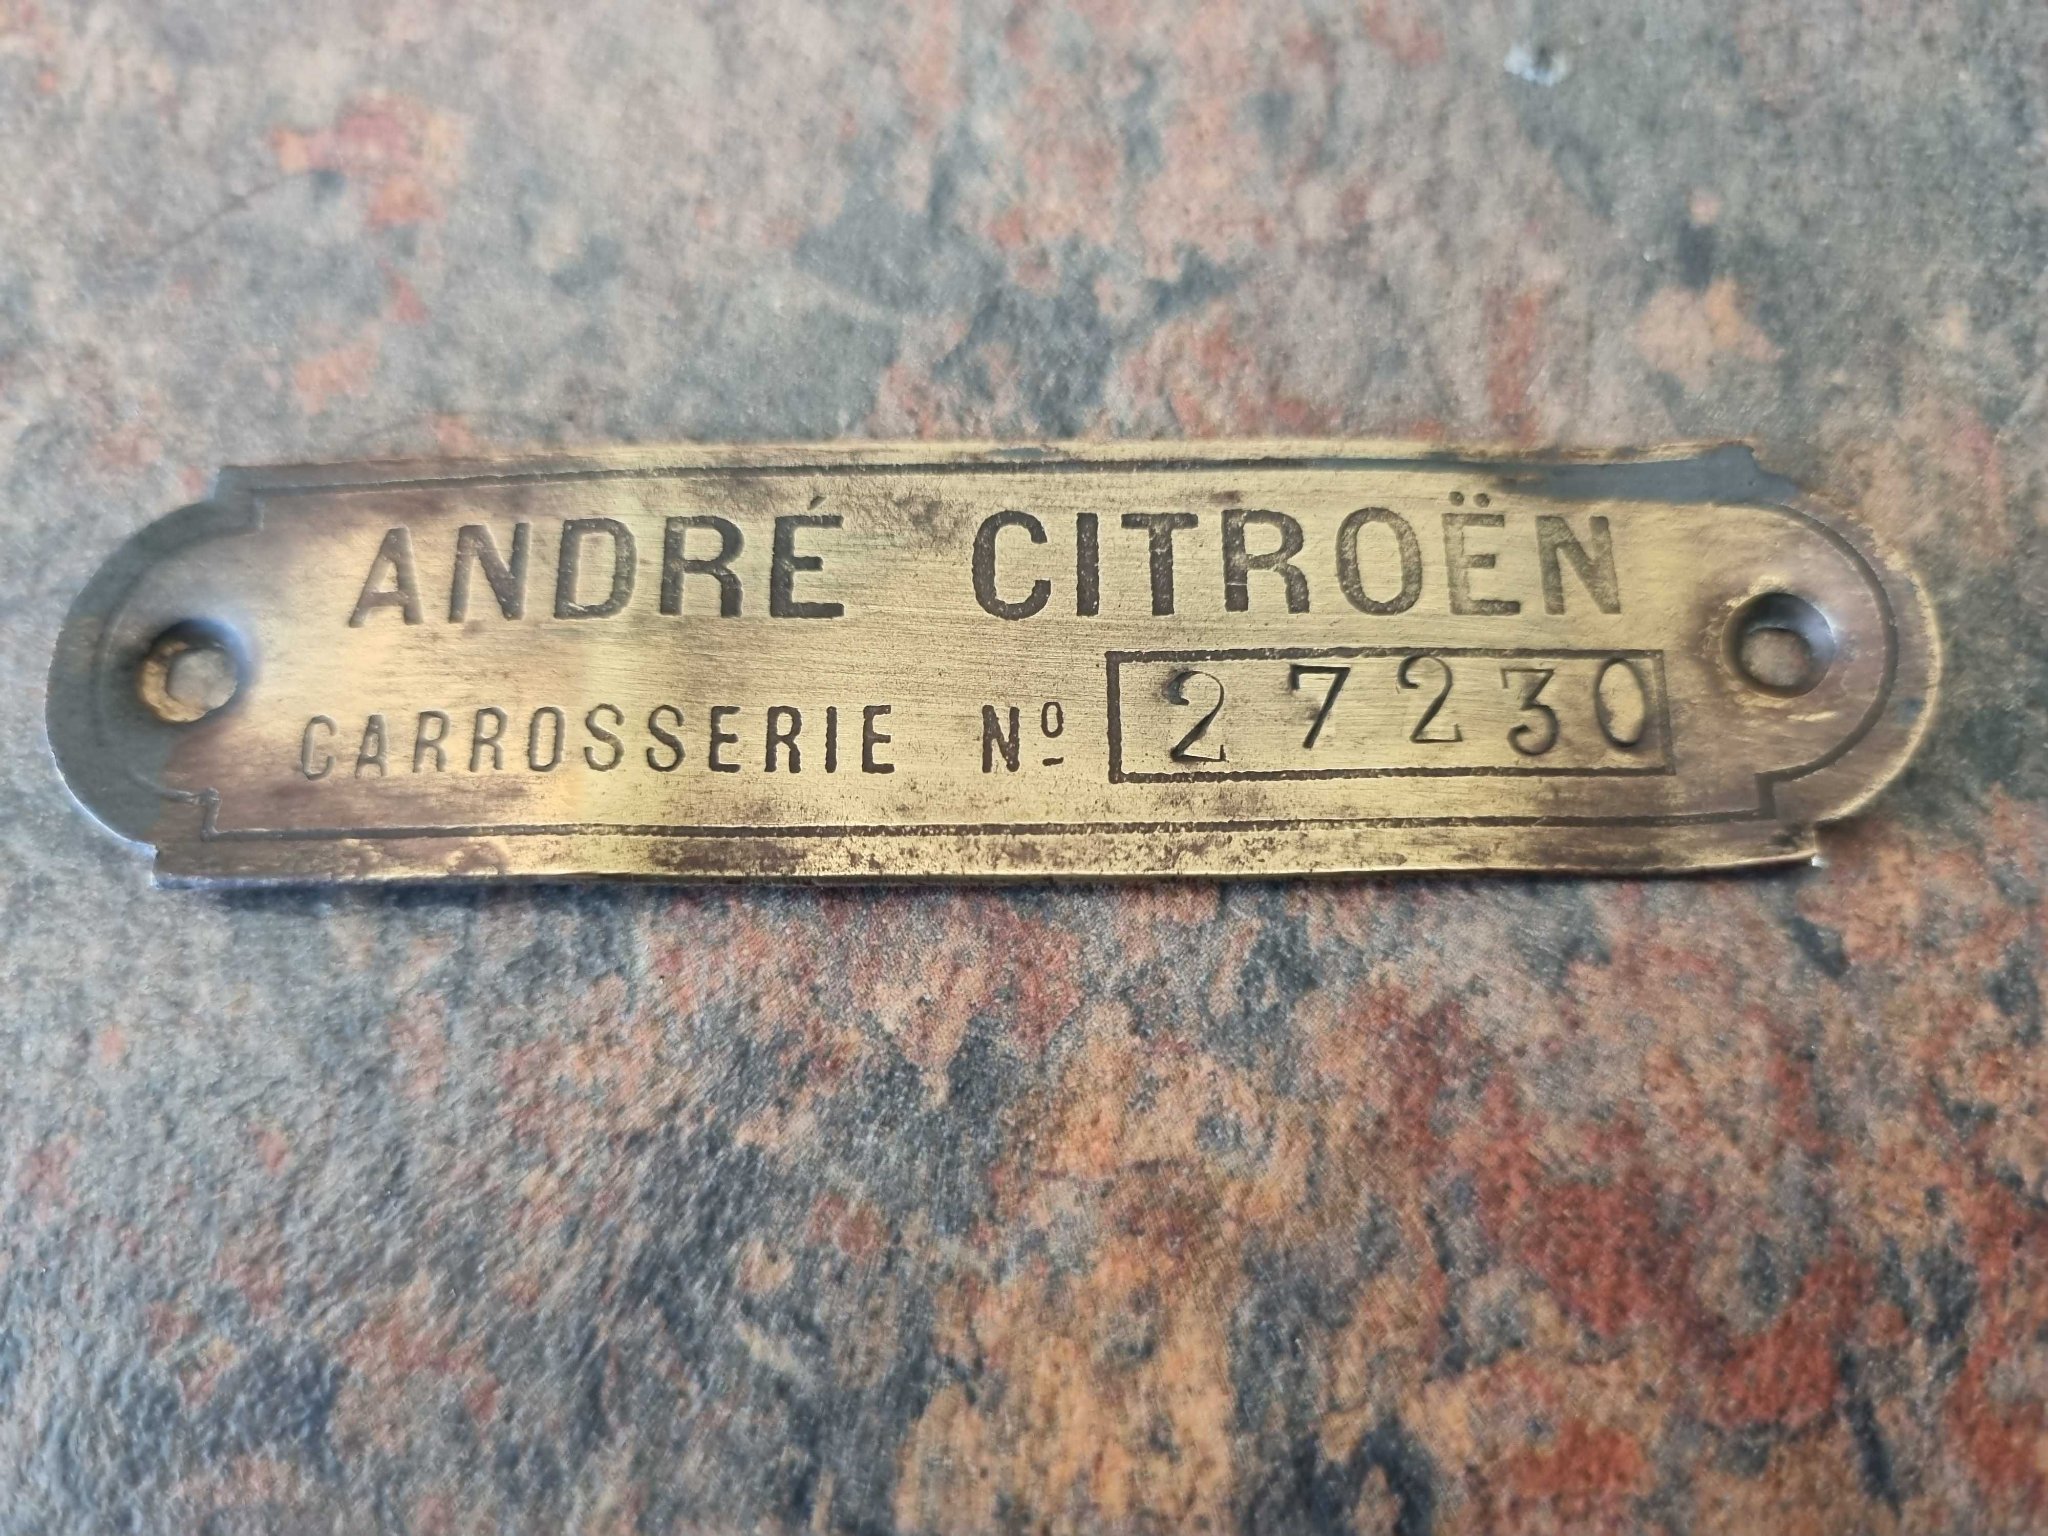 ANDRÉ CITROËN
CARROSSERIE Nº 27230